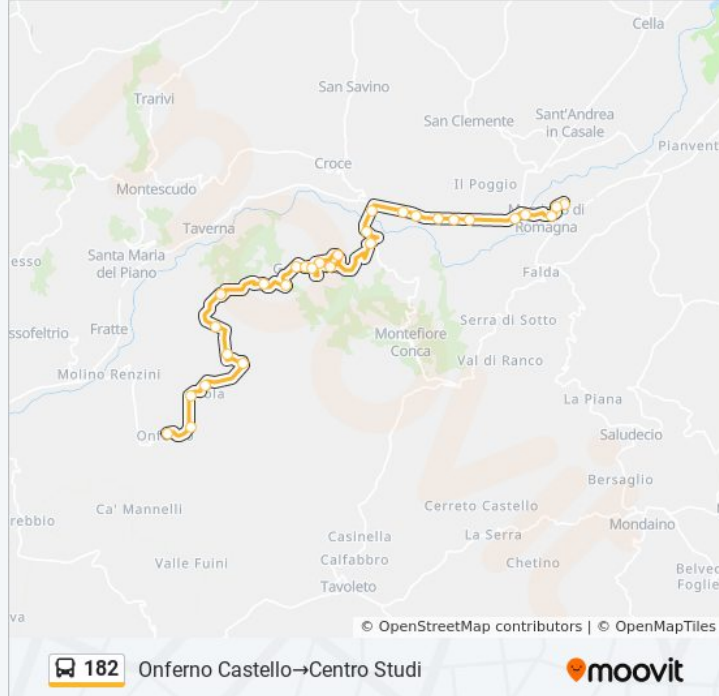 Cella
San Savino
Trarivi
Sant'Andrea
in Casale
San Clemente
Pianvent
Croce
Il Poggio
Montescudo
Taverna
di
Romagna
Santa Maria
del Piano
esso
Falda
Serra di Sotto
ssofeltrio
Fratte
Montefiore
Conca
Val di Ranco
Molino Renzini
La Piana
Saludecio
Bersaglio
Ca' Mannelli
Cerreto Castello
rebbio
Mondaino
La Serra
Casinella
Calfabbro
Valle Fuini
Chetino
Belvec
Foglie
Tavoleto
va
© OpenStreetMap contributors | © OpenMapTiles
182 Onferno Castello→Centro Studi
moovit